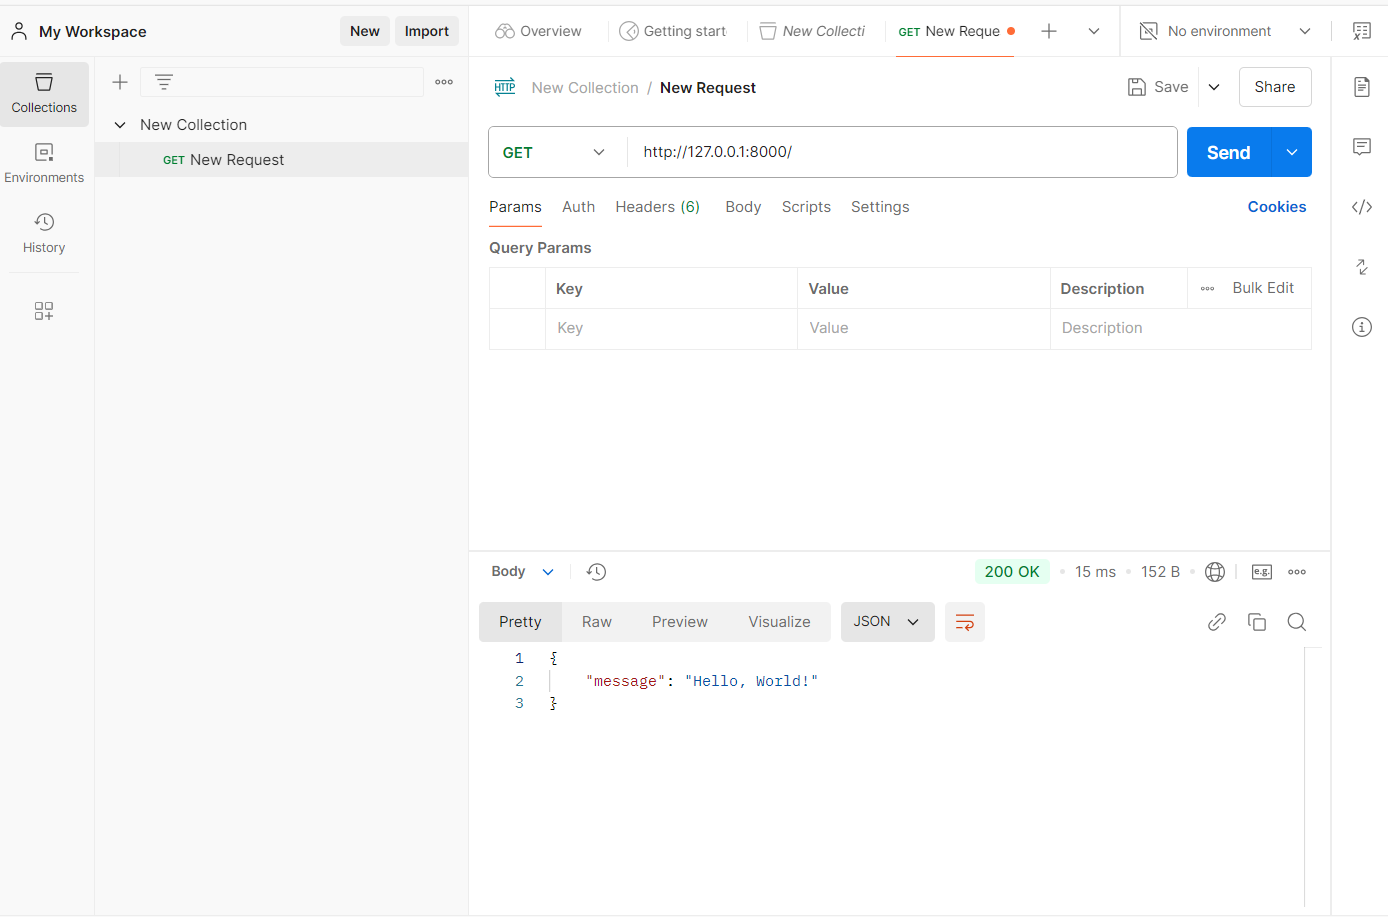 My Workspace
New
Import
Overview
Getting start
New Collecti
GET New Reque
No environment
Collections
Environments
History
New Collection
GET New Request
HTTP
New Collection / New Request
Save
Share
GET
http://127.0.0.1:8000/
Send
Params
Auth
Headers (6)
Body
Scripts
Settings
Cookies
Query Params
Key
Value
Description
Bulk Edit
Key
Value
Description
Body
200 OK
15 ms
152 B
e.g.
Pretty
Raw
Preview
Visualize
JSON
1 {
2 "message": "Hello, World!"
3 }